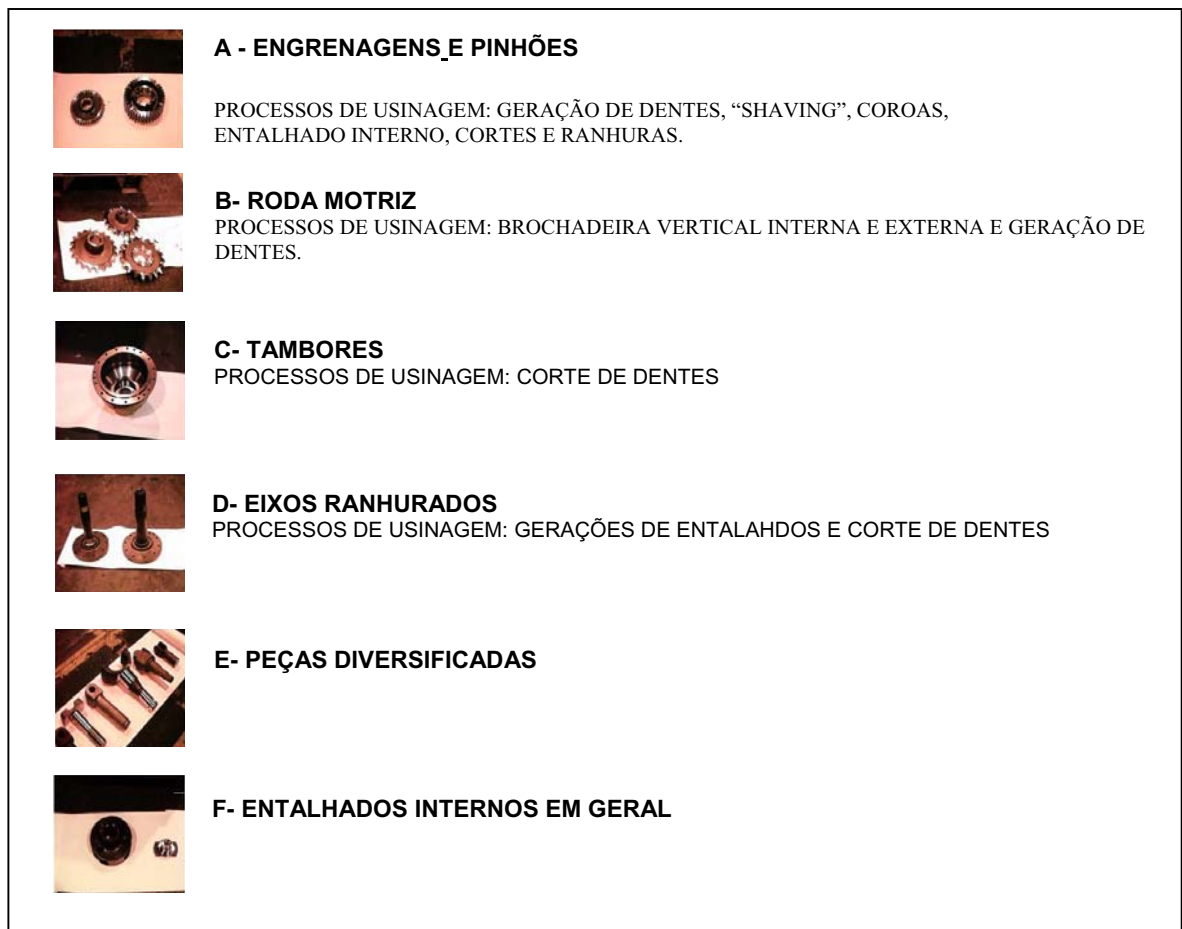 A - ENGRENAGENS E PINHÕES
PROCESSOS DE USINAGEM: GERAÇÃO DE DENTES, “SHAVING”, COROAS,
ENTALHADO INTERNO, CORTES E RANHURAS.
B- RODA MOTRIZ
PROCESSOS DE USINAGEM: BROCHADEIRA VERTICAL INTERNA E EXTERNA E GERAÇÃO DE
DENTES.
C- TAMBORES
PROCESSOS DE USINAGEM: CORTE DE DENTES
D- EIXOS RANHURADOS
PROCESSOS DE USINAGEM: GERAÇÕES DE ENTALAHDOS E CORTE DE DENTES
E- PEÇAS DIVERSIFICADAS
F- ENTALHADOS INTERNOS EM GERAL